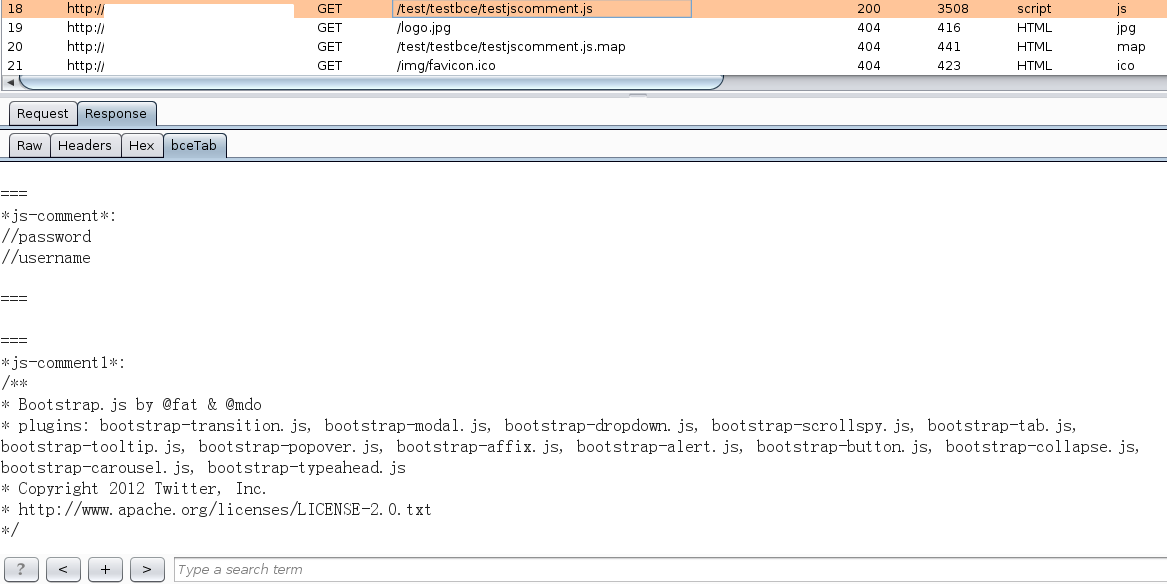 18 http:// GET /test/testbce/testjscomment.js 200 3508 script js
19 http:// GET /logo.jpg 404 416 HTML jpg
20 http:// GET /test/testbce/testjscomment.js.map 404 441 HTML map
21 http:// GET /img/favicon.ico 404 423 HTML ico
Request Response
Raw Headers Hex bceTab
===
*js-comment*:
//password
//username
===
===
*js-comment1*:
/**
* Bootstrap.js by @fat & @mdo
* plugins: bootstrap-transition.js, bootstrap-modal.js, bootstrap-dropdown.js, bootstrap-scrollspy.js, bootstrap-tab.js,
bootstrap-tooltip.js, bootstrap-popover.js, bootstrap-affix.js, bootstrap-alert.js, bootstrap-button.js, bootstrap-collapse.js,
bootstrap-carousel.js, bootstrap-typeahead.js
* Copyright 2012 Twitter, Inc.
* http://www.apache.org/licenses/LICENSE-2.0.txt
*/
? < + > Type a search term